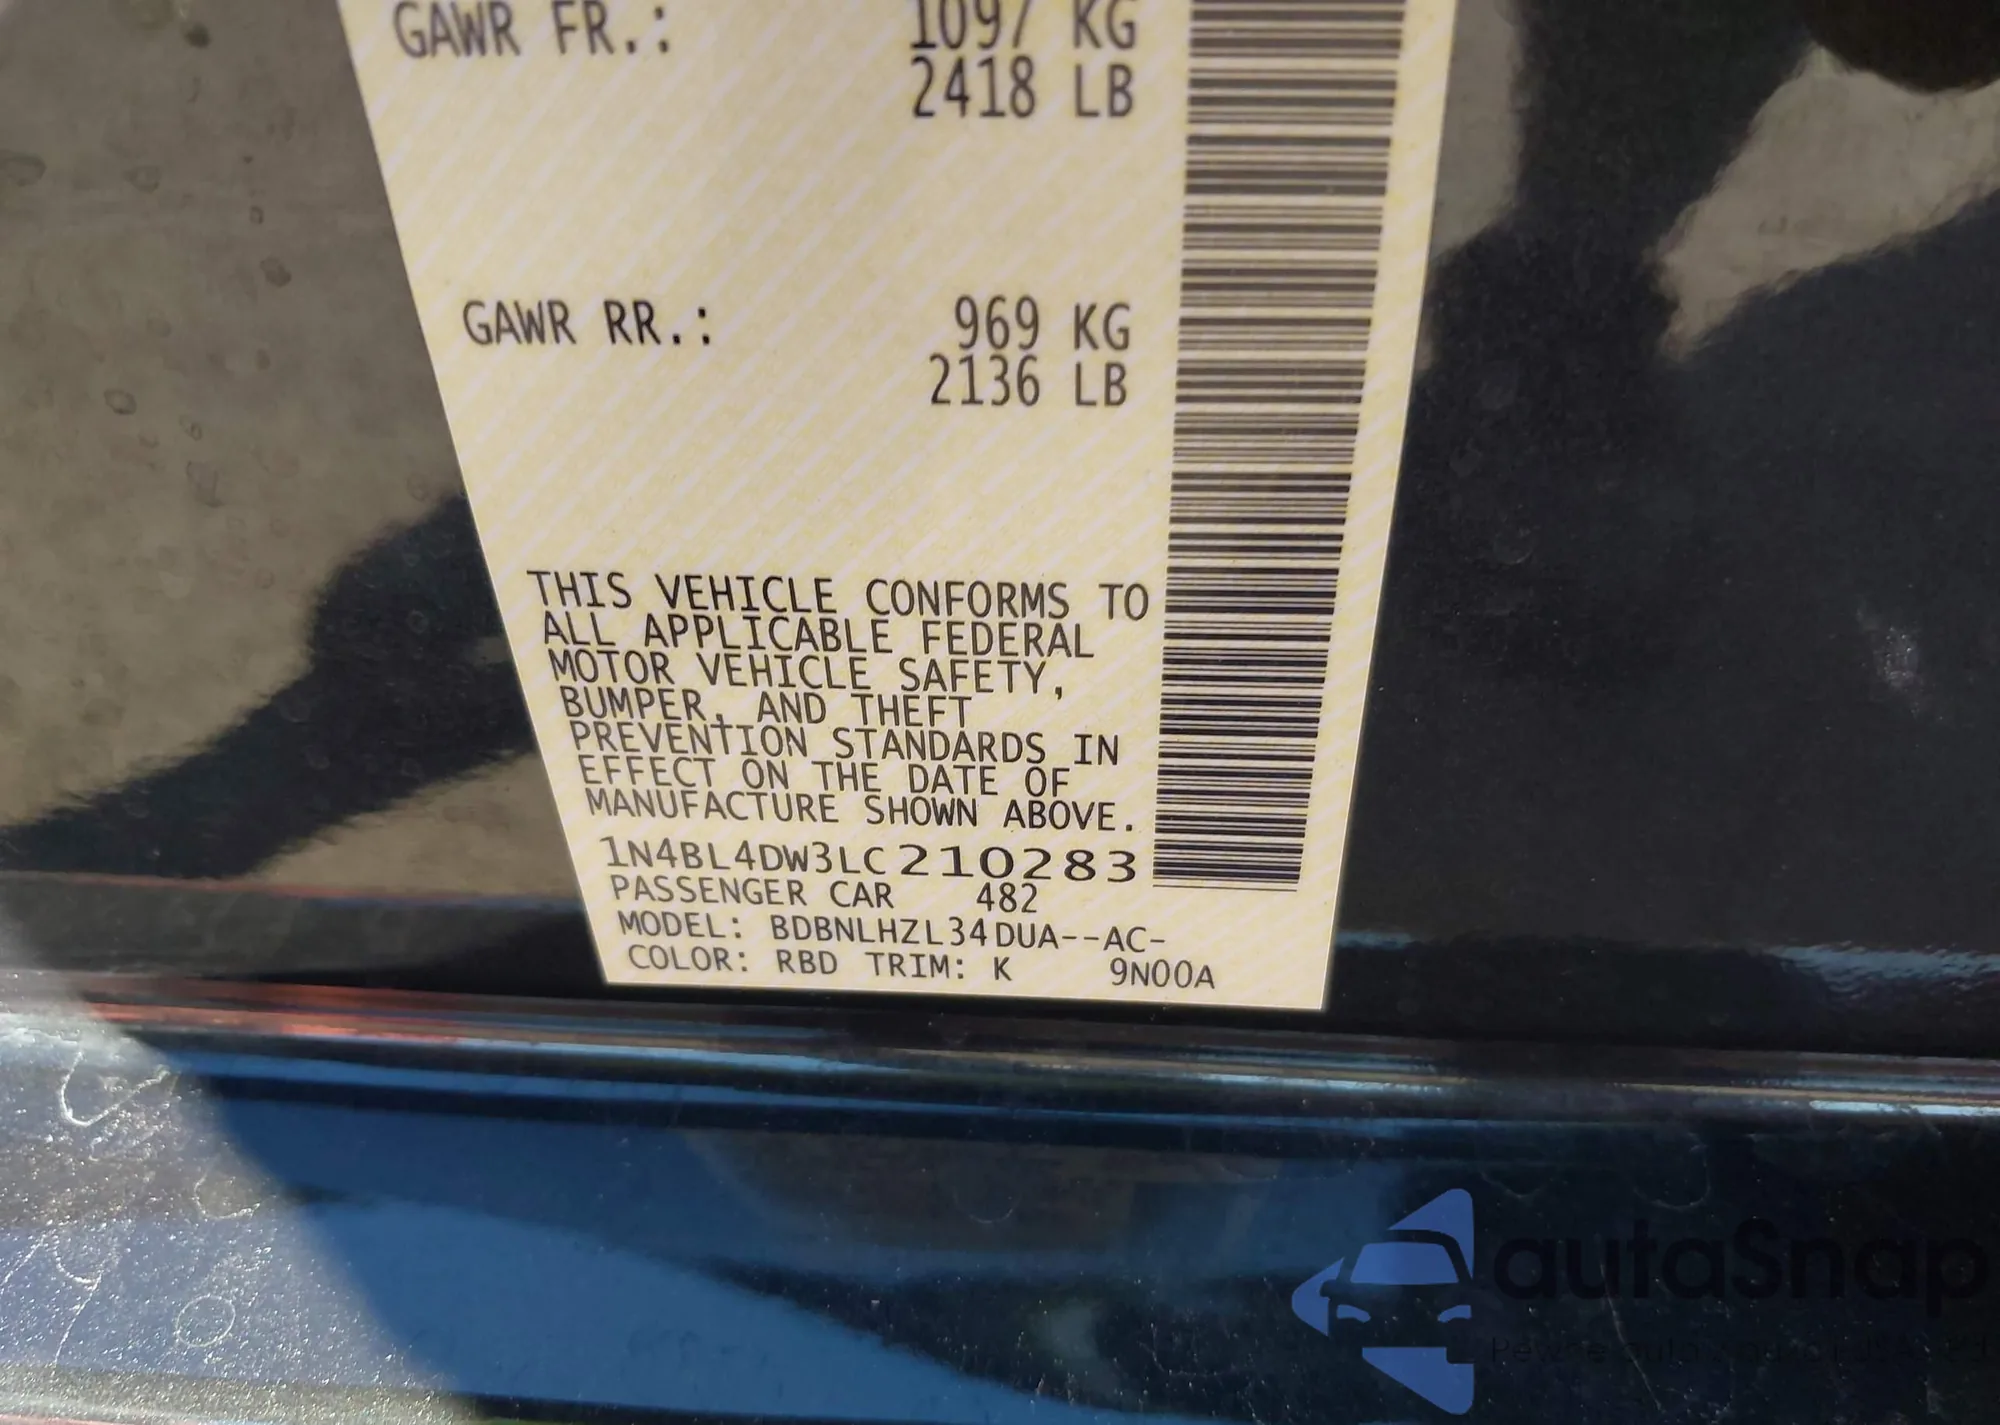 GAWR FR.: 1097 KG
2418 LB
GAWR RR.: 969 KG
2136 LB
THIS VEHICLE CONFORMS TO
ALL APPLICABLE FEDERAL
MOTOR VEHICLE SAFETY,
BUMPER, AND THEFT
PREVENTION STANDARDS IN
EFFECT ON THE DATE OF
MANUFACTURE SHOWN ABOVE.
1N4BL4DW3LC210283
PASSENGER CAR 482
MODEL: BDBNLHZL34DUA--AC-
COLOR: RBD TRIM: K 9N00A
autaSnap